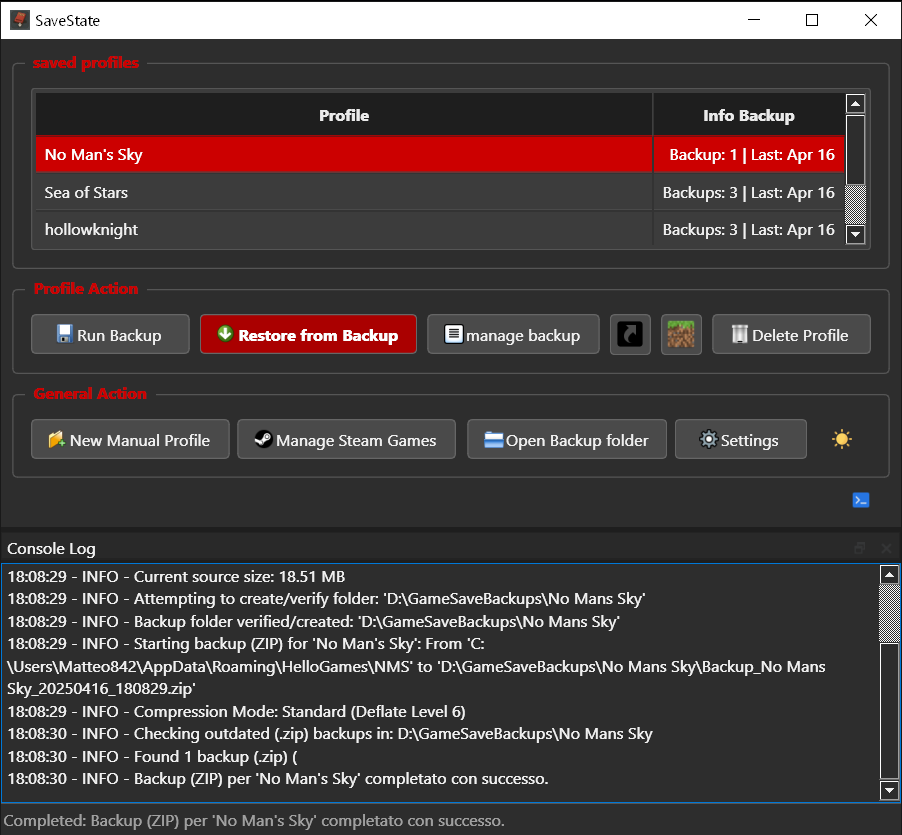 SaveState
saved profiles
Profile
Info Backup
No Man's Sky
Backup: 1 | Last: Apr 16
Sea of Stars
Backups: 3 | Last: Apr 16
hollowknight
Backups: 3 | Last: Apr 16
Profile Action
Run Backup
Restore from Backup
manage backup
Delete Profile
General Action
New Manual Profile
Manage Steam Games
Open Backup folder
Settings
Console Log
18:08:29 - INFO - Current source size: 18.51 MB
18:08:29 - INFO - Attempting to create/verify folder: 'D:\GameSaveBackups\No Mans Sky'
18:08:29 - INFO - Backup folder verified/created: 'D:\GameSaveBackups\No Mans Sky'
18:08:29 - INFO - Starting backup (ZIP) for 'No Man's Sky': From 'C:
\Users\Matteo842\AppData\Roaming\HelloGames\NMS' to 'D:\GameSaveBackups\No Mans Sky\Backup_No Mans
Sky_20250416_180829.zip'
18:08:29 - INFO - Compression Mode: Standard (Deflate Level 6)
18:08:30 - INFO - Checking outdated (.zip) backups in: D:\GameSaveBackups\No Mans Sky
18:08:30 - INFO - Found 1 backup (.zip) (
18:08:30 - INFO - Backup (ZIP) per 'No Man's Sky' completato con successo.
Completed: Backup (ZIP) per 'No Man's Sky' completato con successo.